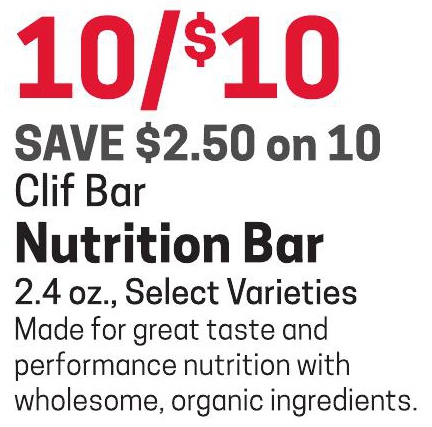 10/$10
SAVE $2.50 on 10
Clif Bar
Nutrition Bar
2.4 oz., Select Varieties
Made for great taste and
performance nutrition with
wholesome, organic ingredients.